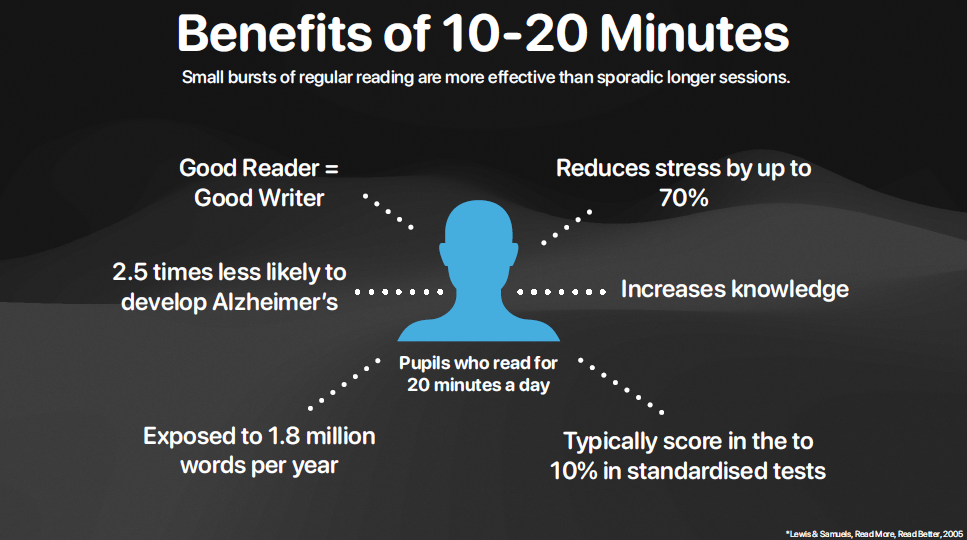 Benefits of 10-20 Minutes
Small bursts of regular reading are more effective than sporadic longer sessions.
Good Reader =
Good Writer
Reduces stress by up to
70%
2.5 times less likely to
develop Alzheimer's
Increases knowledge
Pupils who read for
20 minutes a day
Exposed to 1.8 million
words per year
Typically score in the to
10% in standardised tests
*Lewis & Samuels, Read More, Read Better, 2005